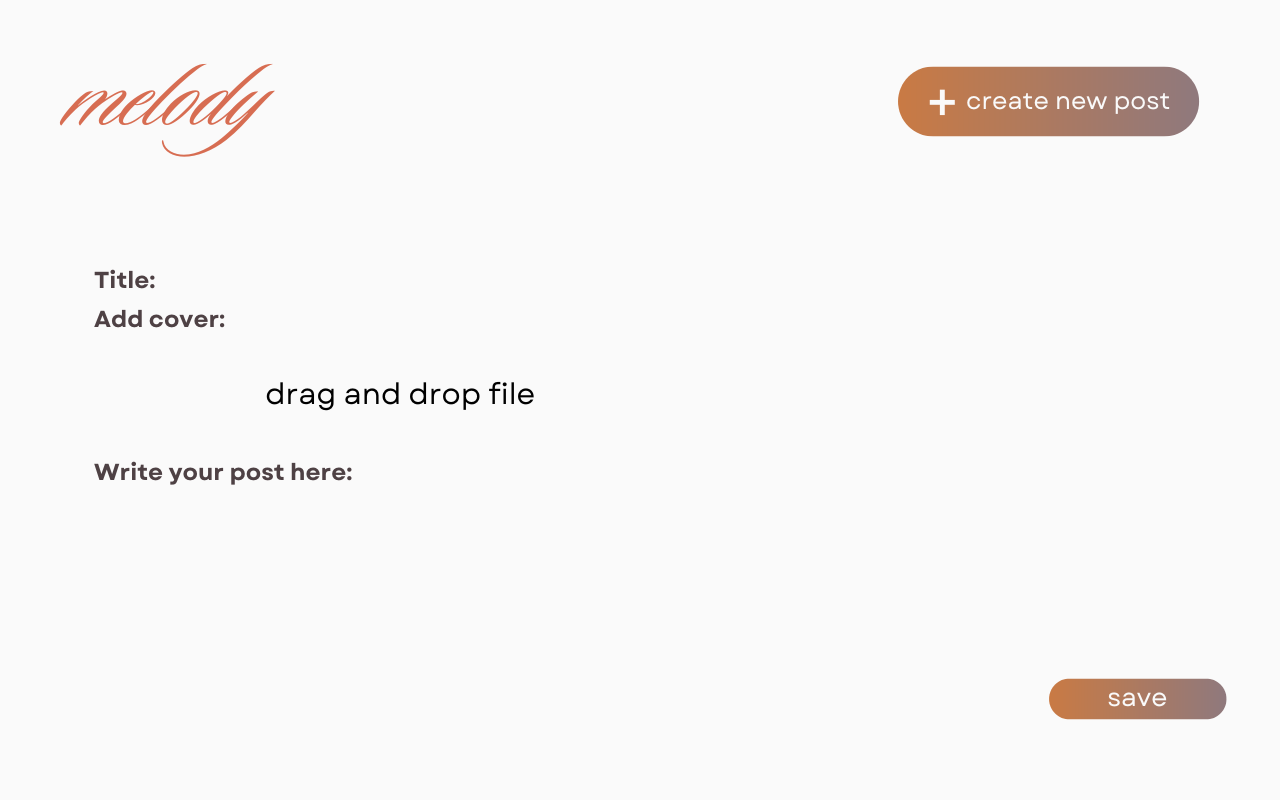 melody
+ create new post
Title:
Add cover:
drag and drop file
Write your post here:
save